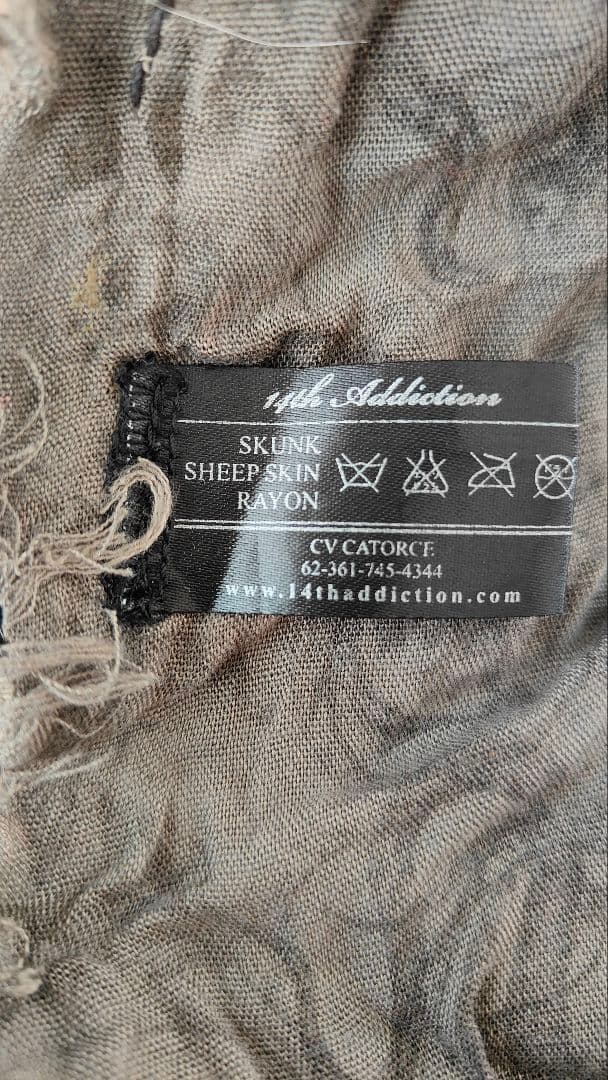 14th Addiction
SKUNK
SHEEP SKIN
RAYON
CV CATORCE
62-361-745-4344
www.14thaddiction.com